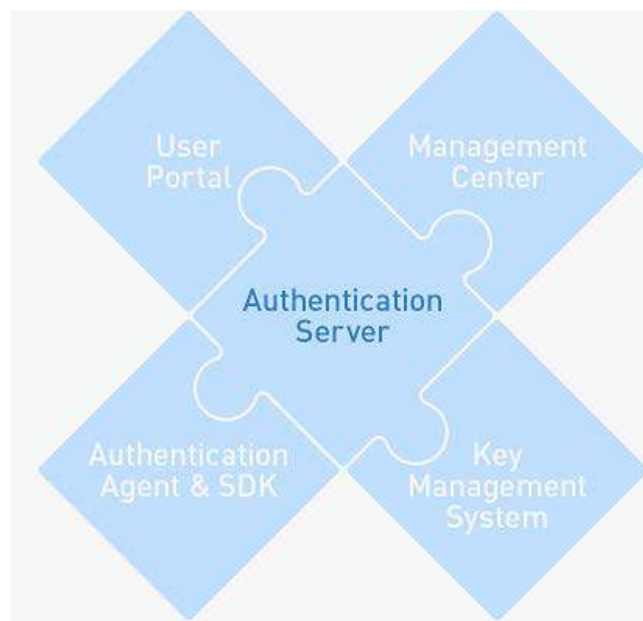 User
Portal
Management
Center
Authentication
Server
Authentication
Agent & SDK
Key
Management
System